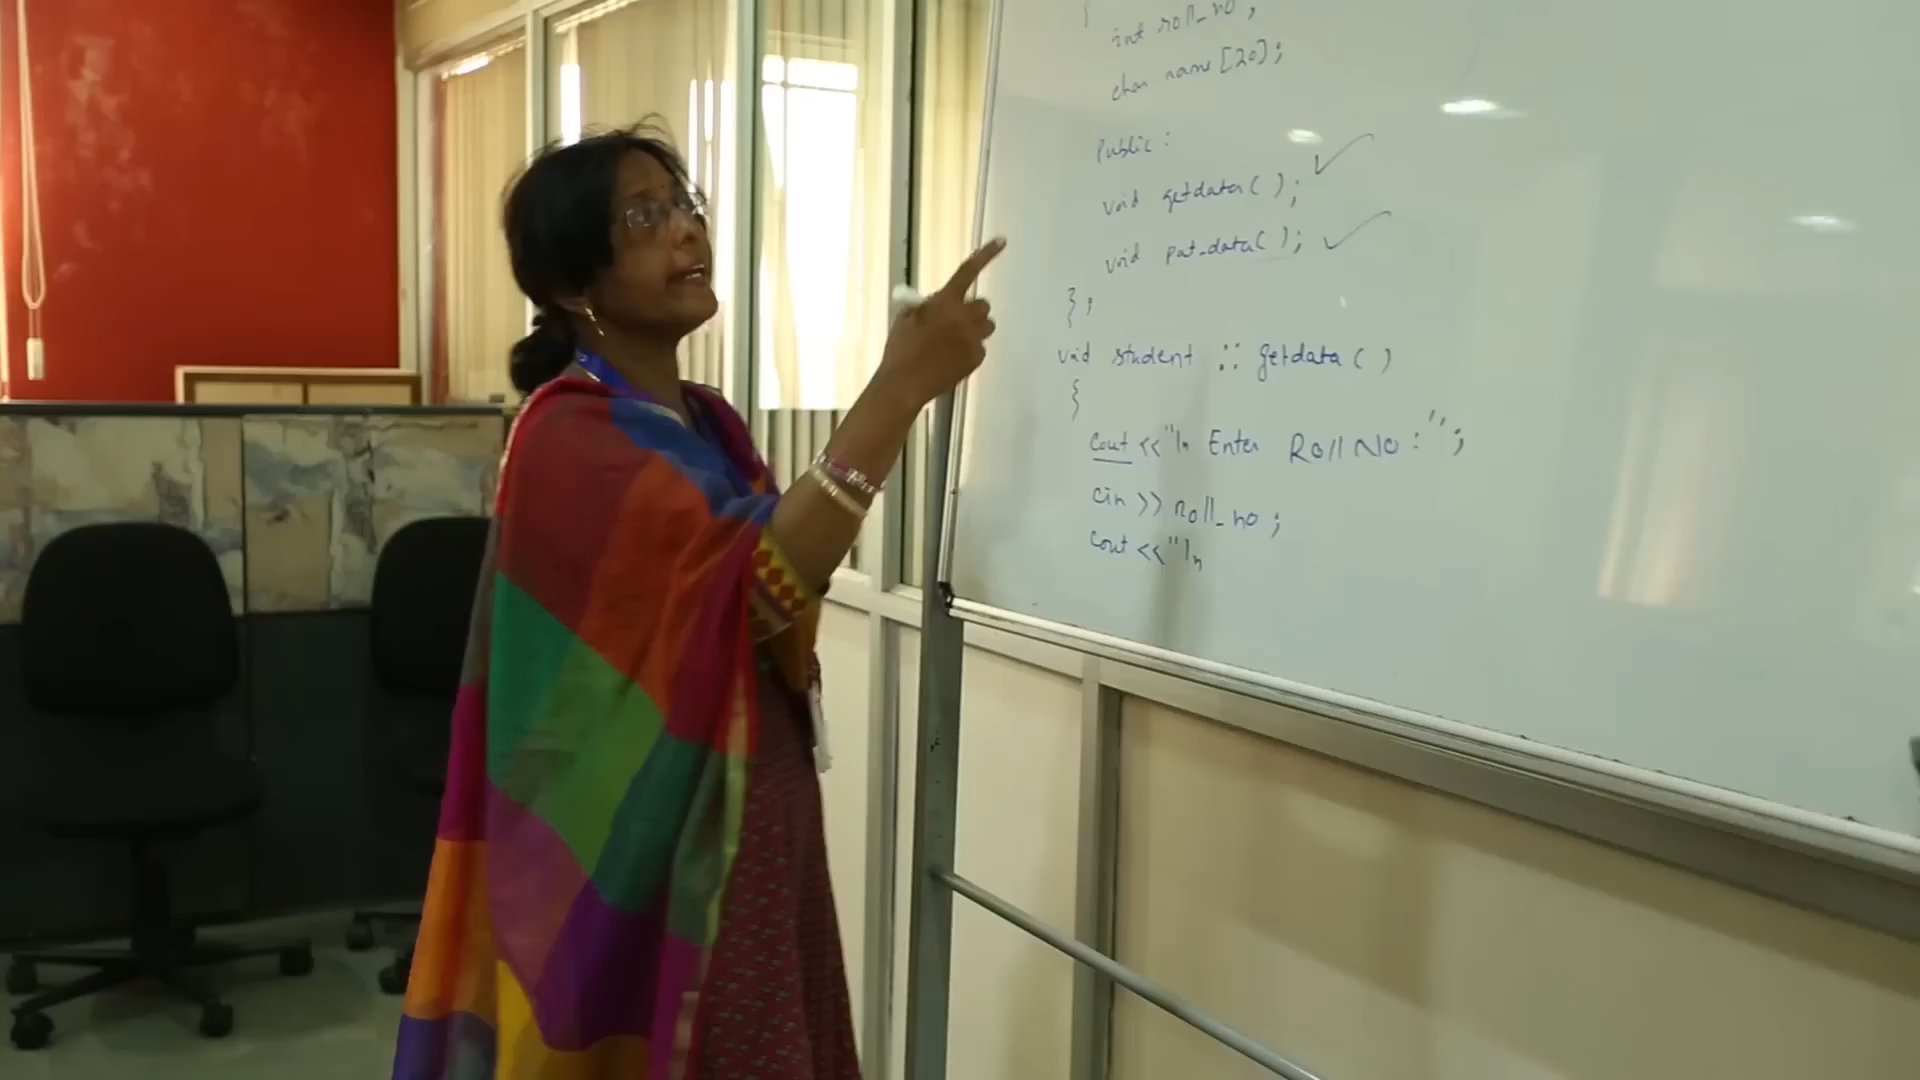 {
int roll_no;
char name[20];
Public:
void getdata( );
void put_data( );
};
void student :: getdata( )
{
cout <<"\n Enter Roll No: ";
cin >> roll_no;
cout <<"\n